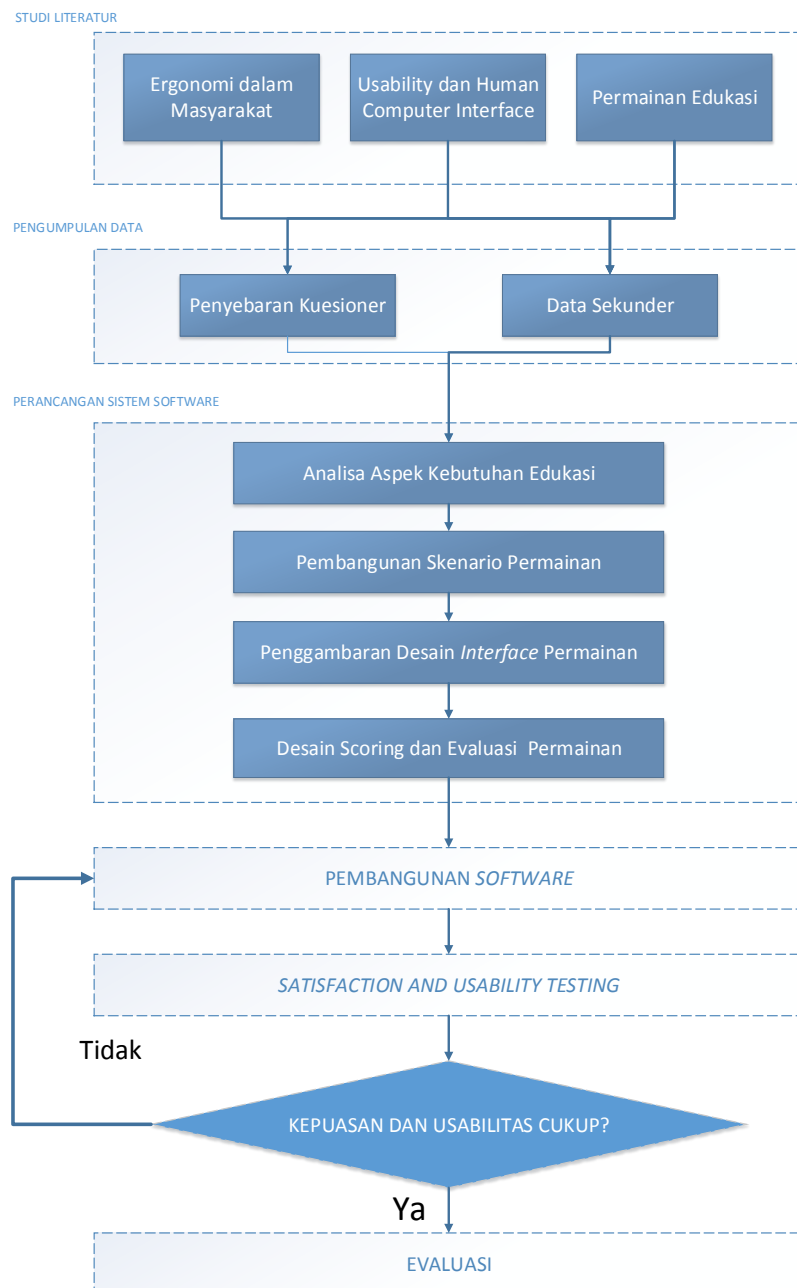 STUDI LITERATUR
Ergonomi dalam
Masyarakat
Usability dan Human
Computer Interface
Permainan Edukasi
PENGUMPULAN DATA
Penyebaran Kuesioner
Data Sekunder
PERANCANGAN SISTEM SOFTWARE
Analisa Aspek Kebutuhan Edukasi
Pembangunan Skenario Permainan
Penggambaran Desain Interface Permainan
Desain Scoring dan Evaluasi  Permainan
PEMBANGUNAN SOFTWARE
SATISFACTION AND USABILITY TESTING
Tidak
KEPUASAN DAN USABILITAS CUKUP?
Ya
EVALUASI